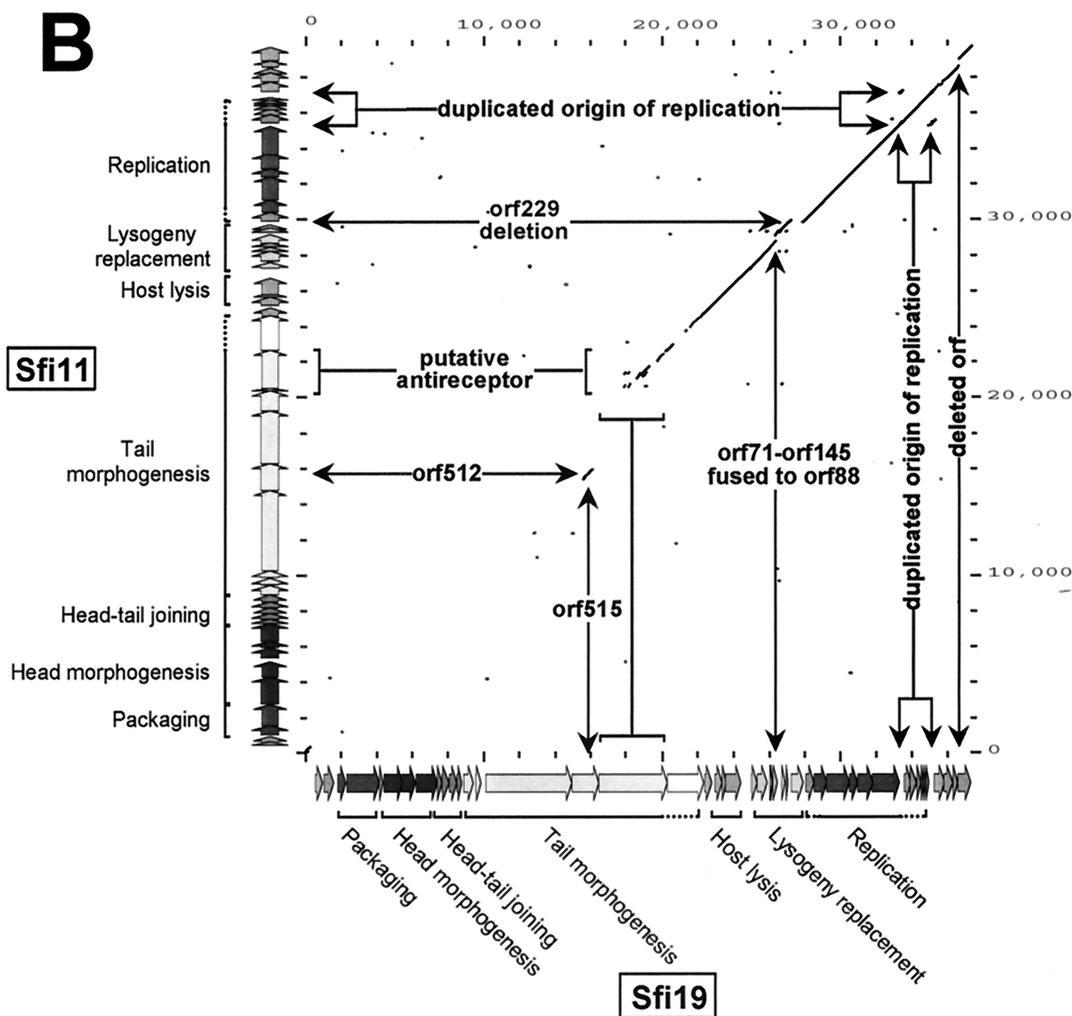 B
0
10,000
20,000
30,000
duplicated origin of replication
Replication
orf229
deletion
30,000
Lysogeny
replacement
Host lysis
Sfi11
putative
antireceptor
20,000
duplicated origin of replication
deleted orf
Tail
morphogenesis
orf512
orf71-orf145
fused to orf88
10,000
orf515
Head-tail joining
Head morphogenesis
Packaging
0
Packaging
Head morphogenesis
Head-tail joining
Tail morphogenesis
Host lysis
Lysogeny replacement
Replication
Sfi19